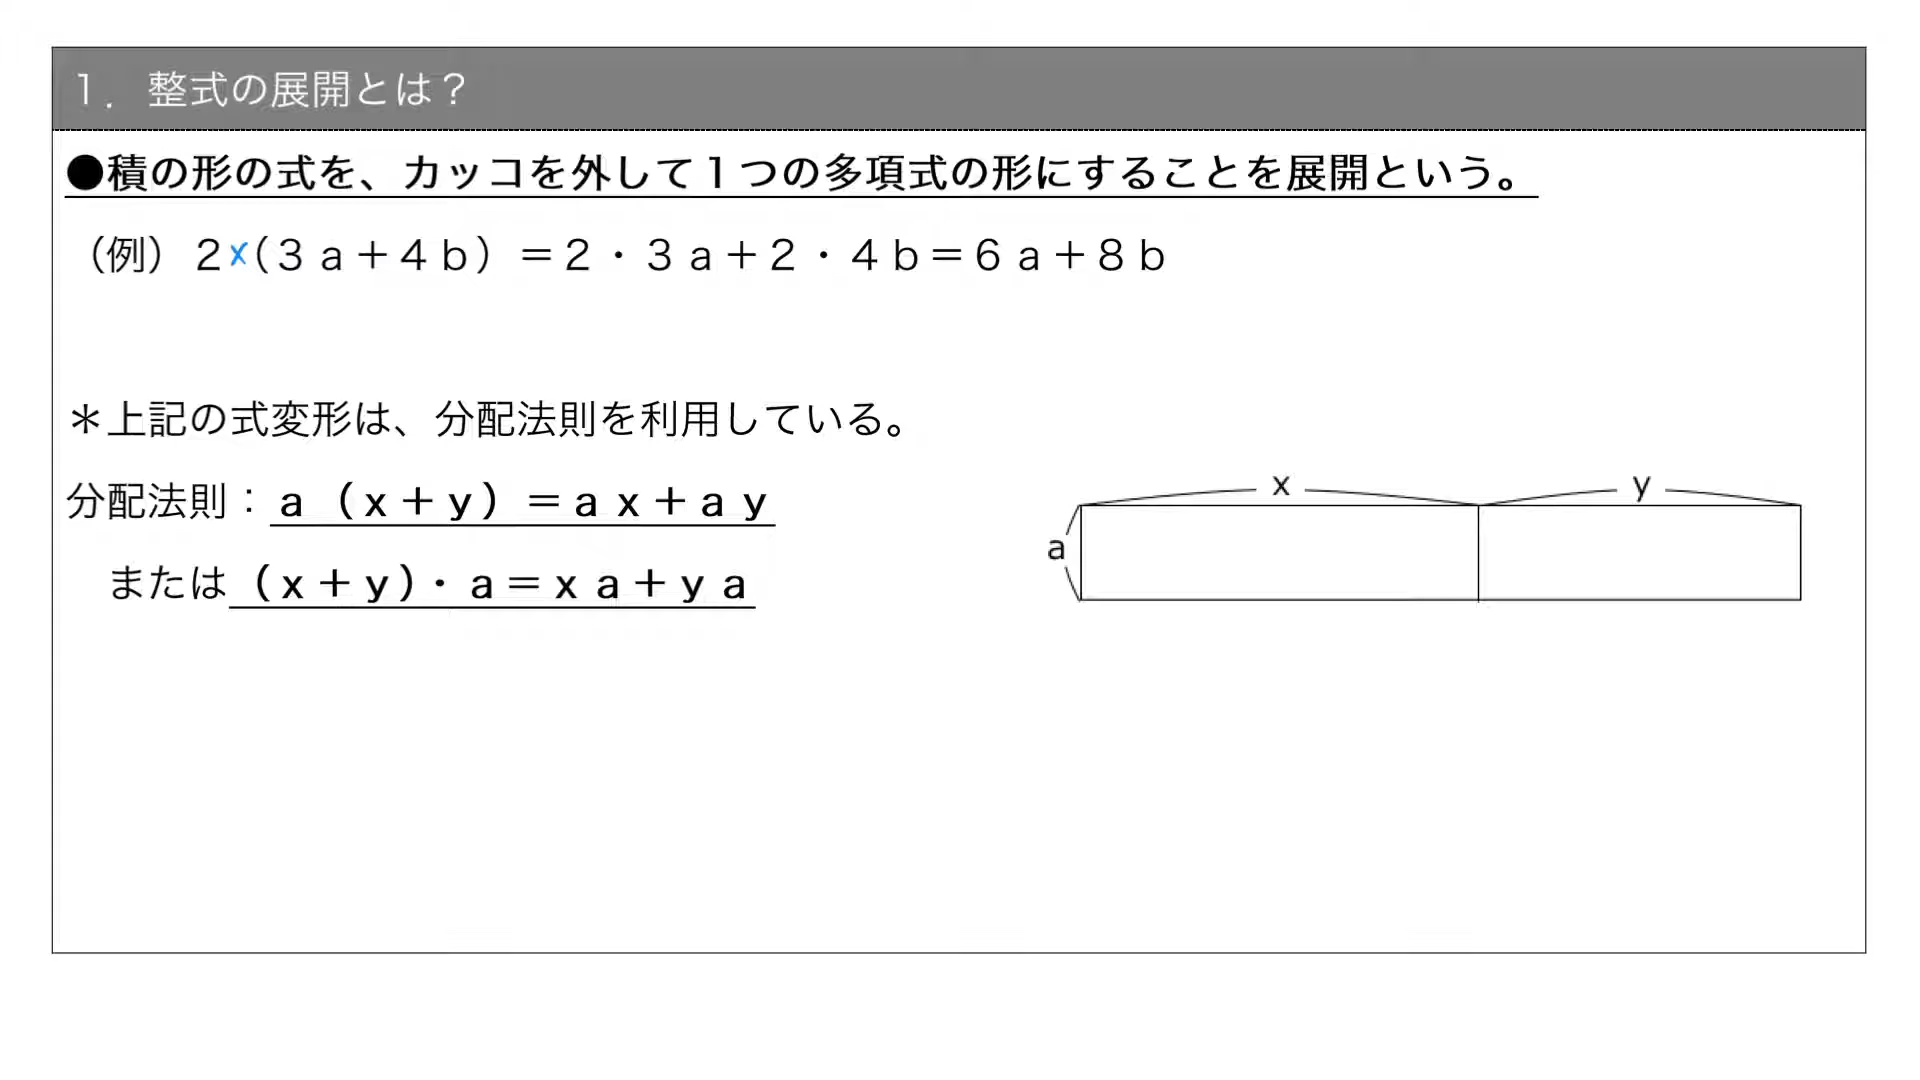 １．整式の展開とは？
●積の形の式を、カッコを外して１つの多項式の形にすることを展開という。
（例）２×(３ａ＋４ｂ）＝２・３ａ＋２・４ｂ＝６ａ＋８ｂ
＊上記の式変形は、分配法則を利用している。
分配法則：ａ（ｘ＋ｙ）＝ａｘ＋ａｙ
または（ｘ＋ｙ）・ａ＝ｘａ＋ｙａ
x y
a